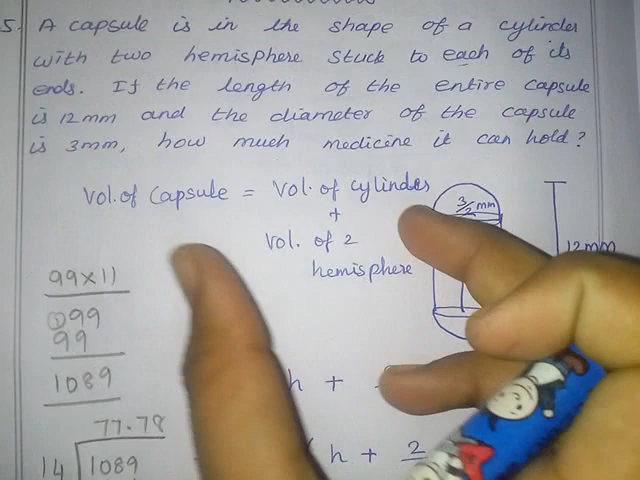 5. A capsule is in the shape of a cylinder
with two hemisphere stuck to each of its
ends. If the length of the entire capsule
is 12mm and the diameter of the capsule
is 3mm, how much medicine it can hold?
Vol. of Capsule = Vol. of cylinder
+
Vol. of 2
hemisphere
3/2 mm
12mm
99x11
①99
99
1089
h +
77.78
14 1089
h + 2